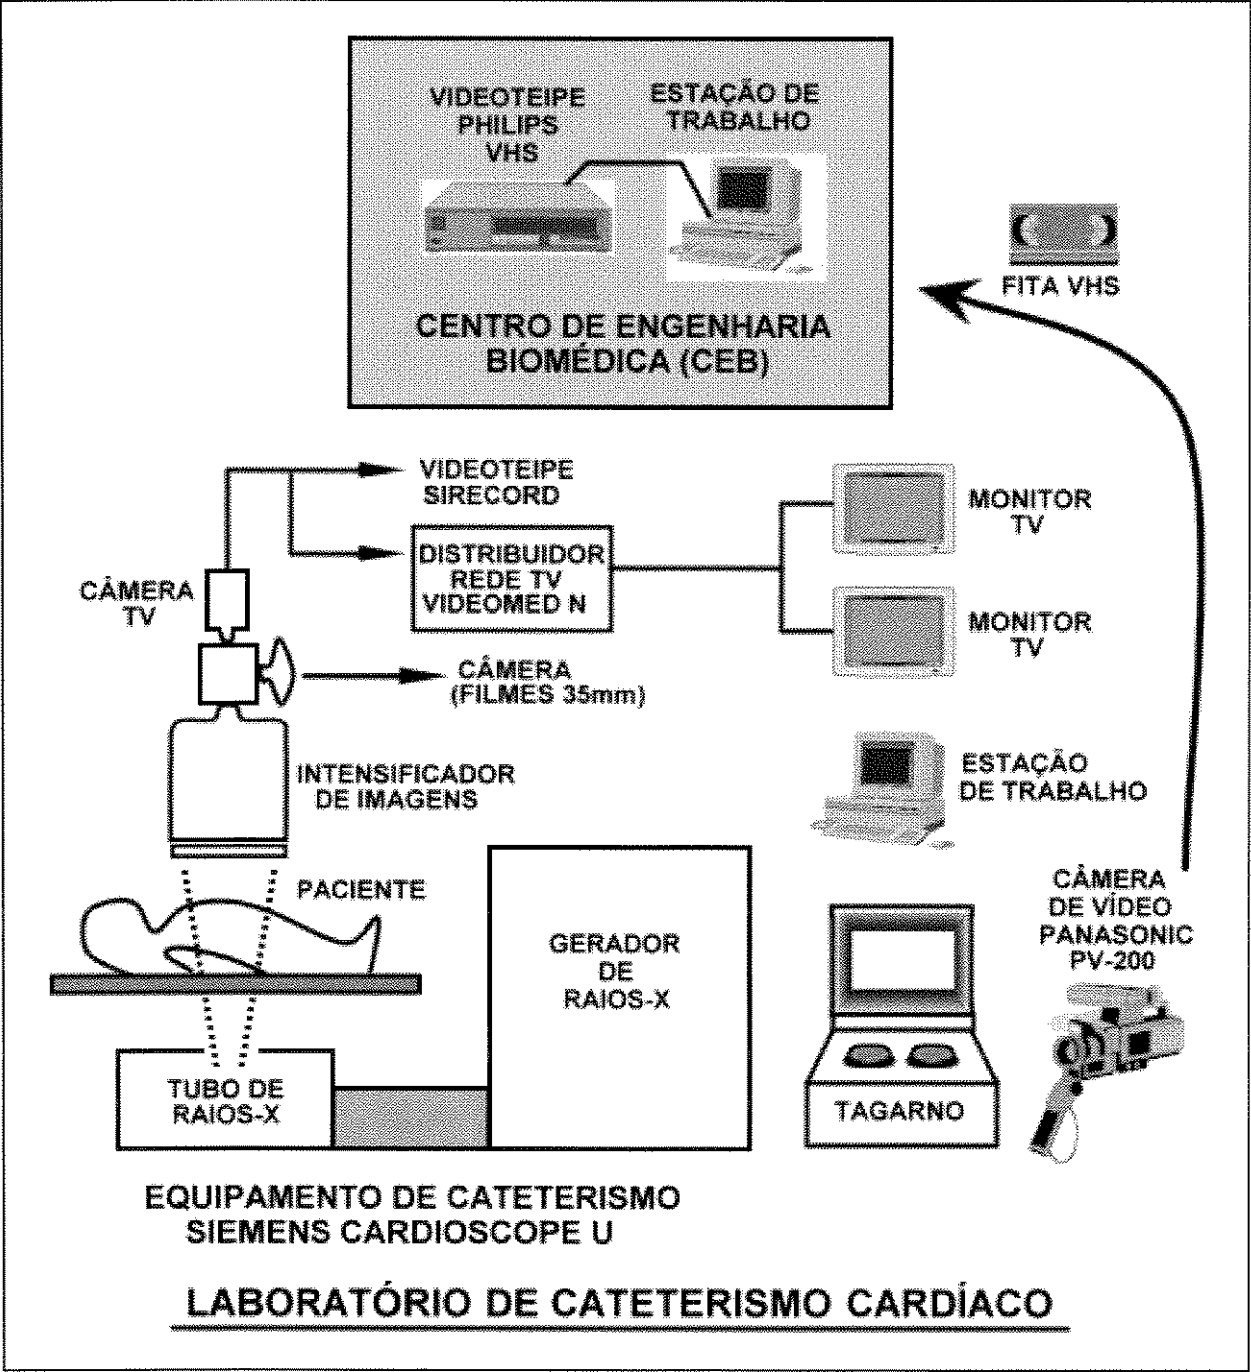 VIDEOTEIPE
PHILIPS
VHS
ESTAÇÃO DE
TRABALHO
CENTRO DE ENGENHARIA
BIOMÉDICA (CEB)
FITA VHS
VIDEOTEIPE
SIRECORD
DISTRIBUIDOR
REDE TV
VIDEOMED N
MONITOR
TV
MONITOR
TV
CÂMERA
TV
CÂMERA
(FILMES 35mm)
INTENSIFICADOR
DE IMAGENS
ESTAÇÃO
DE TRABALHO
PACIENTE
GERADOR
DE
RAIOS-X
CÂMERA
DE VÍDEO
PANASONIC
PV-200
TUBO DE
RAIOS-X
TAGARNO
EQUIPAMENTO DE CATETERISMO
SIEMENS CARDIOSCOPE U
LABORATÓRIO DE CATETERISMO CARDÍACO